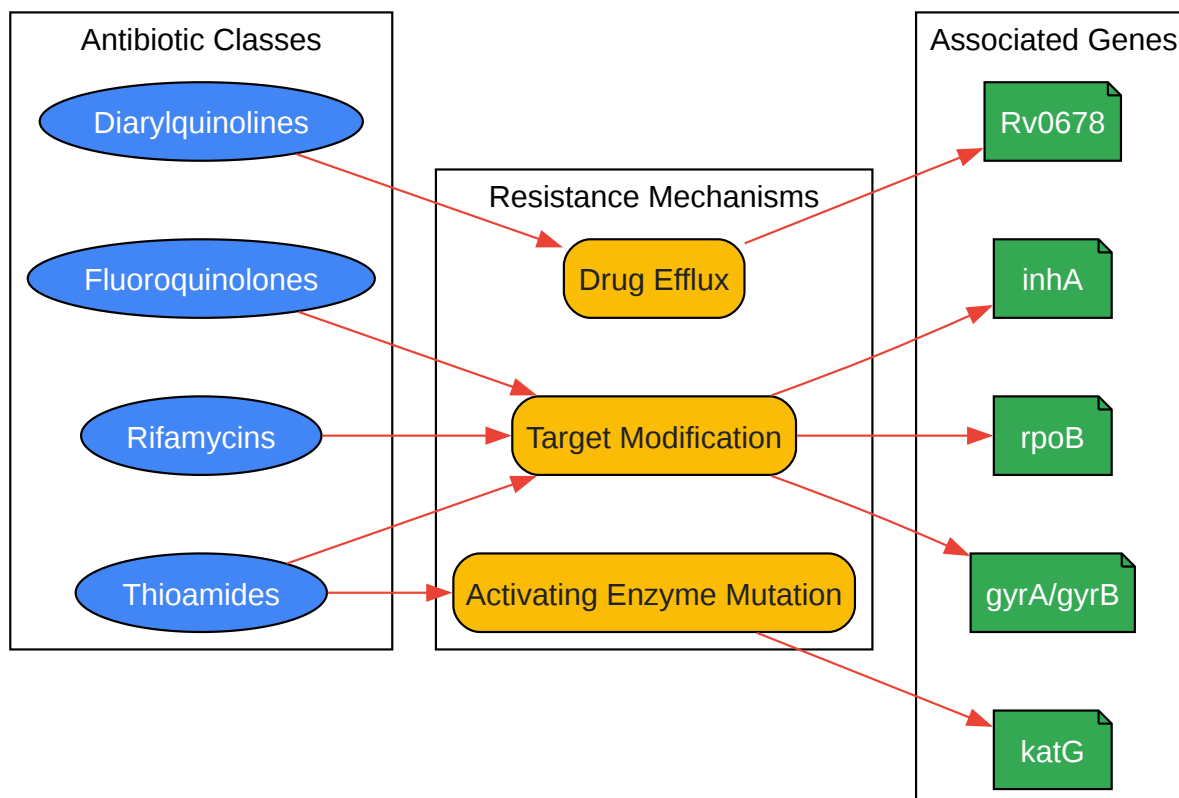 Antibiotic Classes
Diarylquinolines
Fluoroquinolones
Rifamycins
Thioamides
Resistance Mechanisms
Drug Efflux
Target Modification
Activating Enzyme Mutation
Associated Genes
Rv0678
inhA
rpoB
gyrA/gyrB
katG